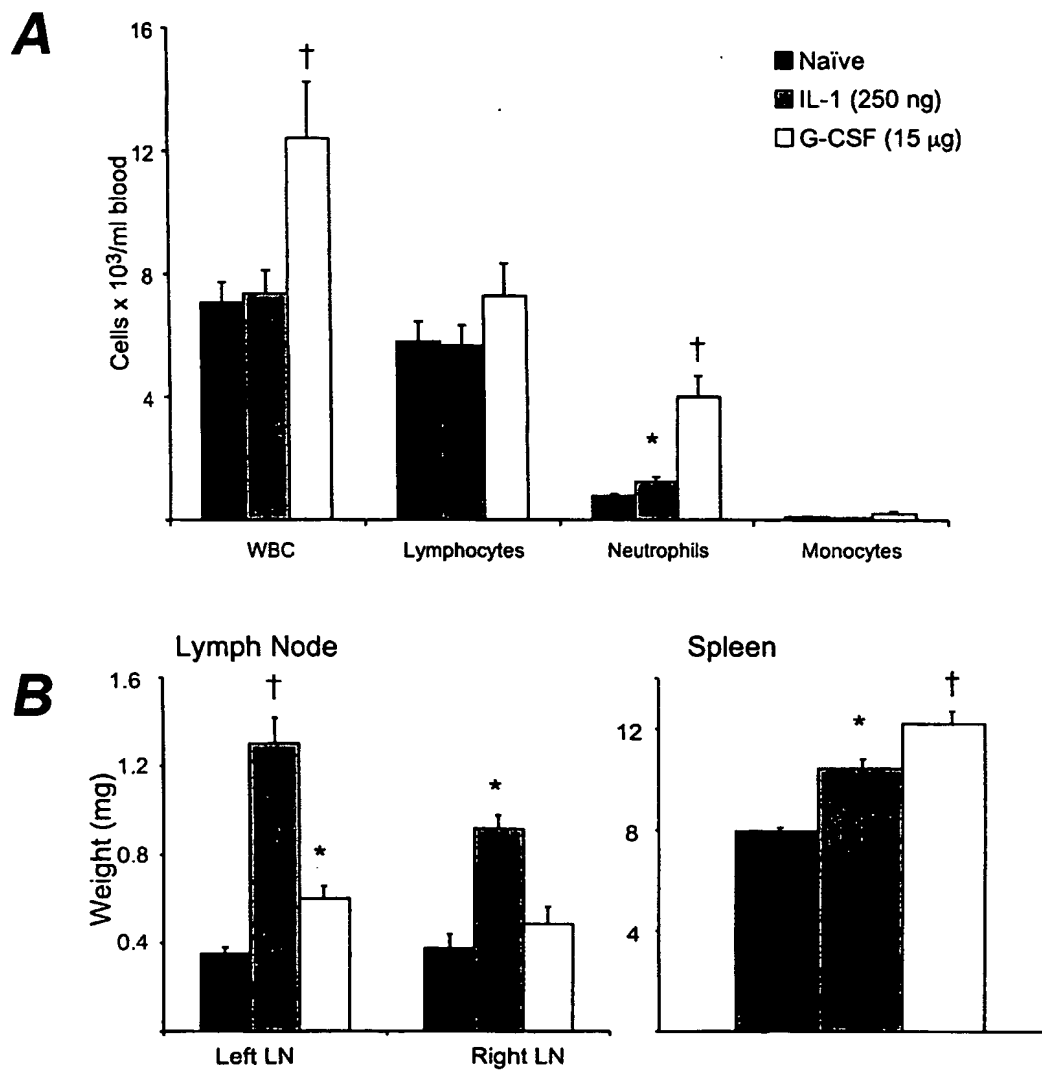 A
16
12
8
4
Cells x 10³/ml blood
†
*
†
Naïve
IL-1 (250 ng)
G-CSF (15 µg)
WBC Lymphocytes Neutrophils Monocytes
B
Lymph Node
1.6
1.2
0.8
0.4
Weight (mg)
†
*
*
Left LN Right LN
Spleen
12
8
4
*
†